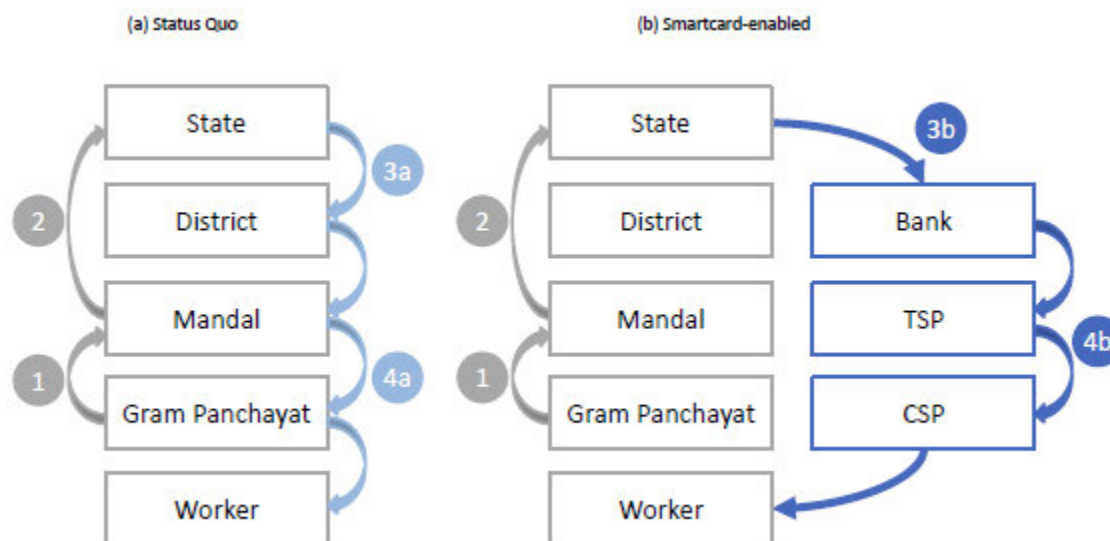 (a) Status Quo
State
3a
2
District
Mandal
1
4a
Gram Panchayat
Worker
(b) Smartcard-enabled
State
3b
2
District
Bank
Mandal
TSP
1
4b
Gram Panchayat
CSP
Worker